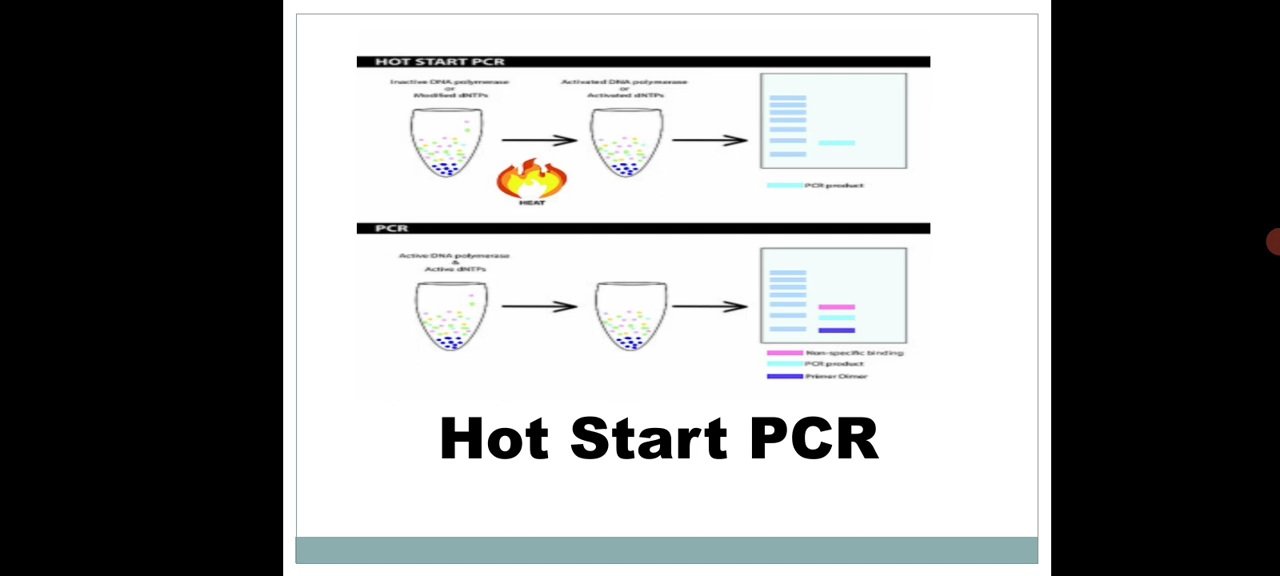 HOT START PCR
Inactive DNA polymerase
or
Modified dNTPs
Activated DNA polymerase
or
Activated dNTPs
HEAT
PCR product
PCR
Active DNA polymerase
&
Active dNTPs
Non-specific binding
PCR product
Primer Dimer
Hot Start PCR